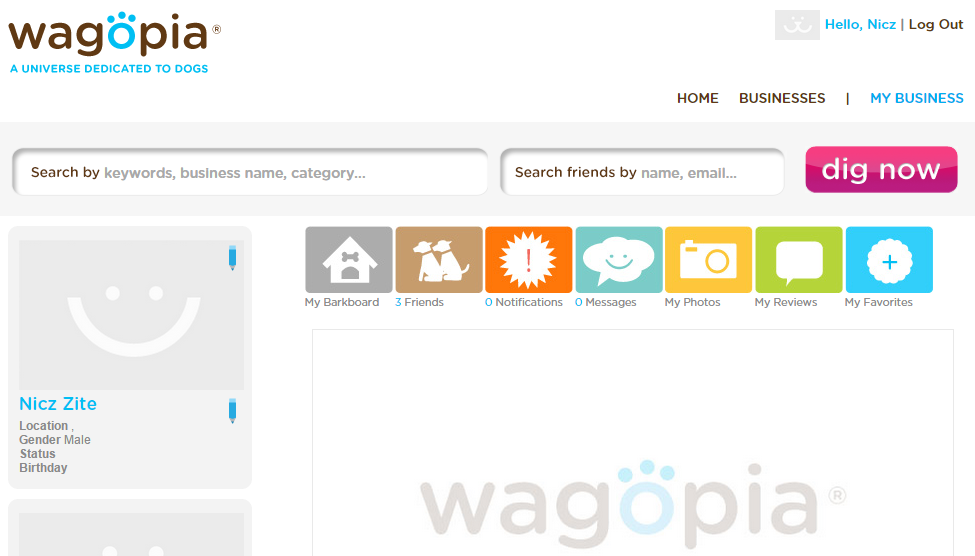 wagopia®
A UNIVERSE DEDICATED TO DOGS
Hello, Nicz | Log Out
HOME BUSINESSES | MY BUSINESS
Search by keywords, business name, category...
Search friends by name, email...
dig now
My Barkboard
3 Friends
0 Notifications
0 Messages
My Photos
My Reviews
My Favorites
Nicz Zite
Location ,
Gender Male
Status
Birthday
wagopia®